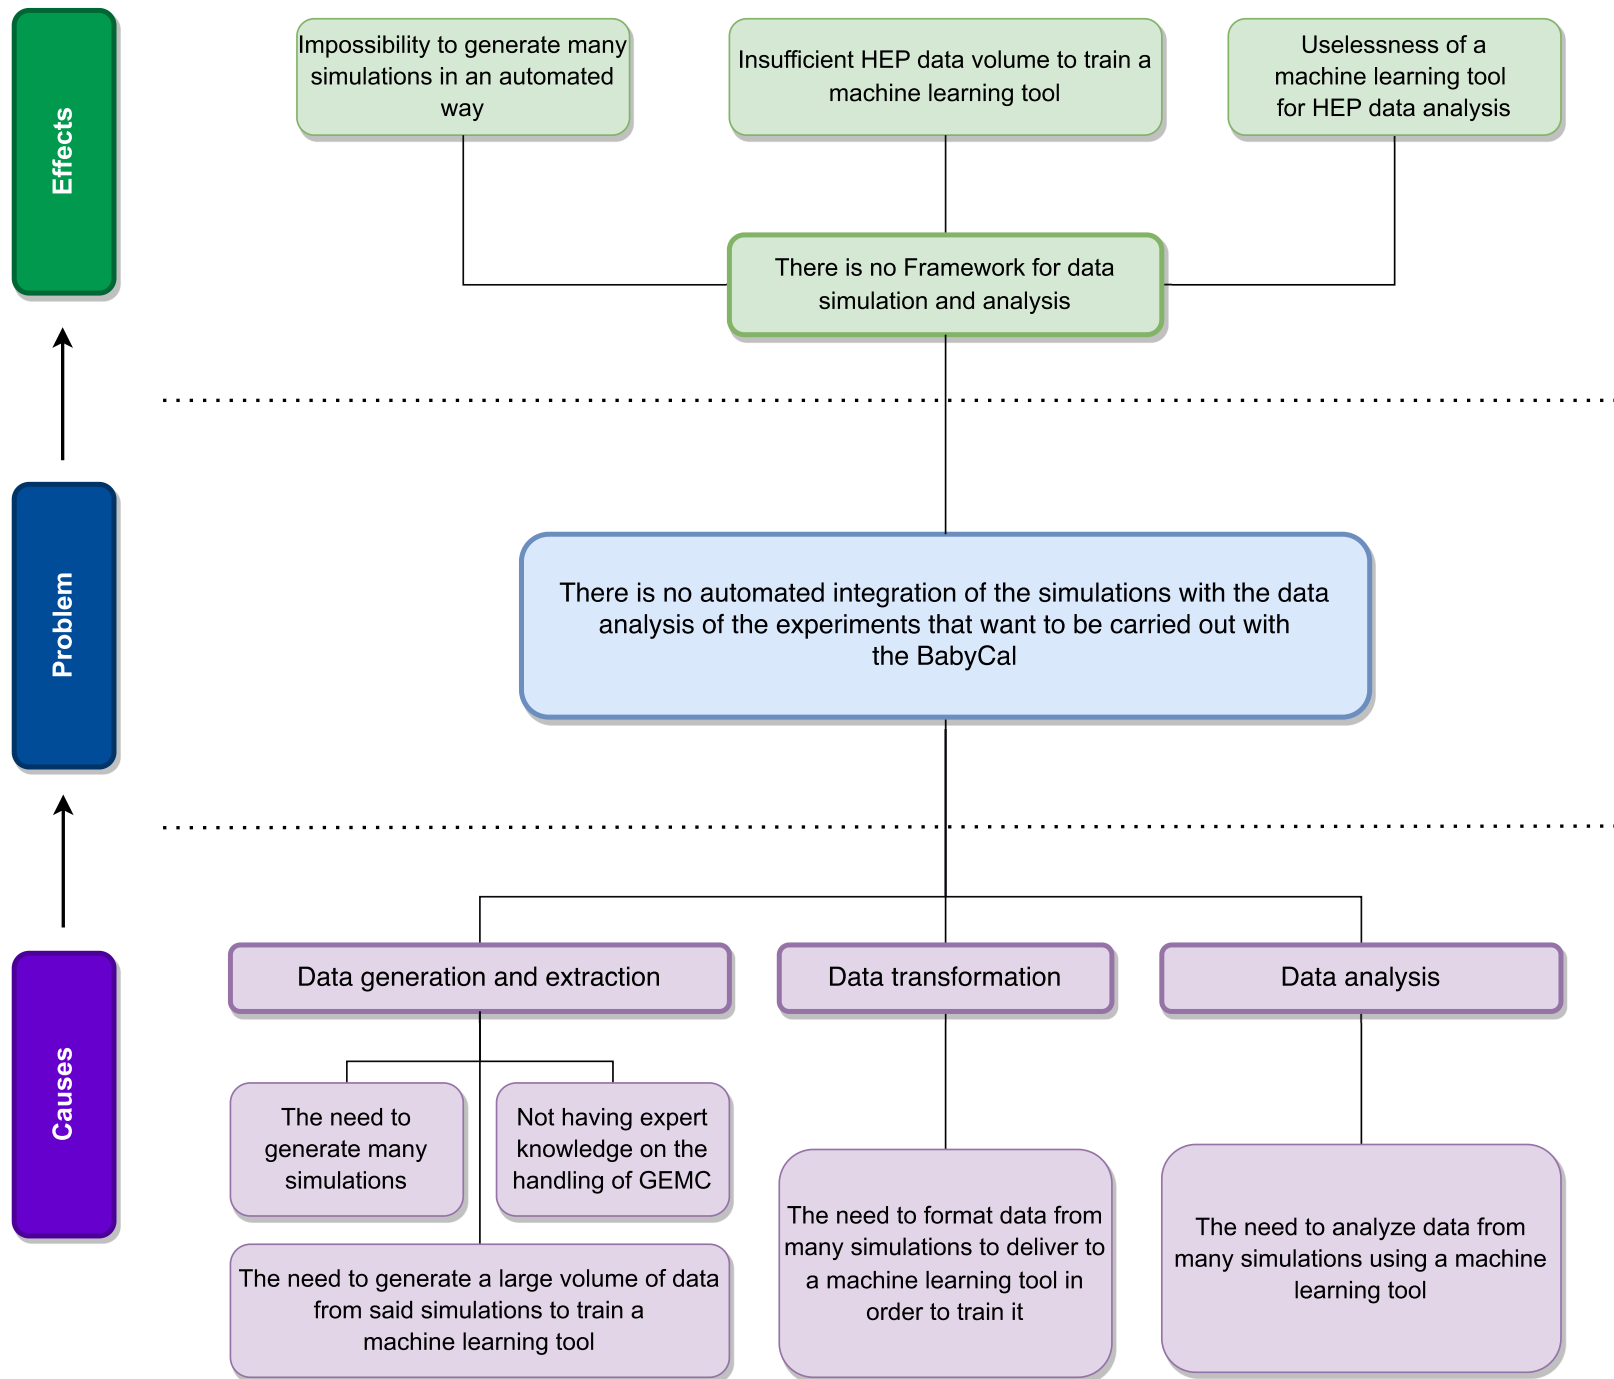 Effects
Impossibility to generate many
simulations in an automated
way
Insufficient HEP data volume to train a
machine learning tool
Uselessness of a
machine learning tool
for HEP data analysis
There is no Framework for data
simulation and analysis
Problem
There is no automated integration of the simulations with the data
analysis of the experiments that want to be carried out with
the BabyCal
Causes
Data generation and extraction
The need to
generate many
simulations
Not having expert
knowledge on the
handling of GEMC
The need to generate a large volume of data
from said simulations to train a
machine learning tool
Data transformation
The need to format data from
many simulations to deliver to
a machine learning tool in
order to train it
Data analysis
The need to analyze data from
many simulations using a machine
learning tool